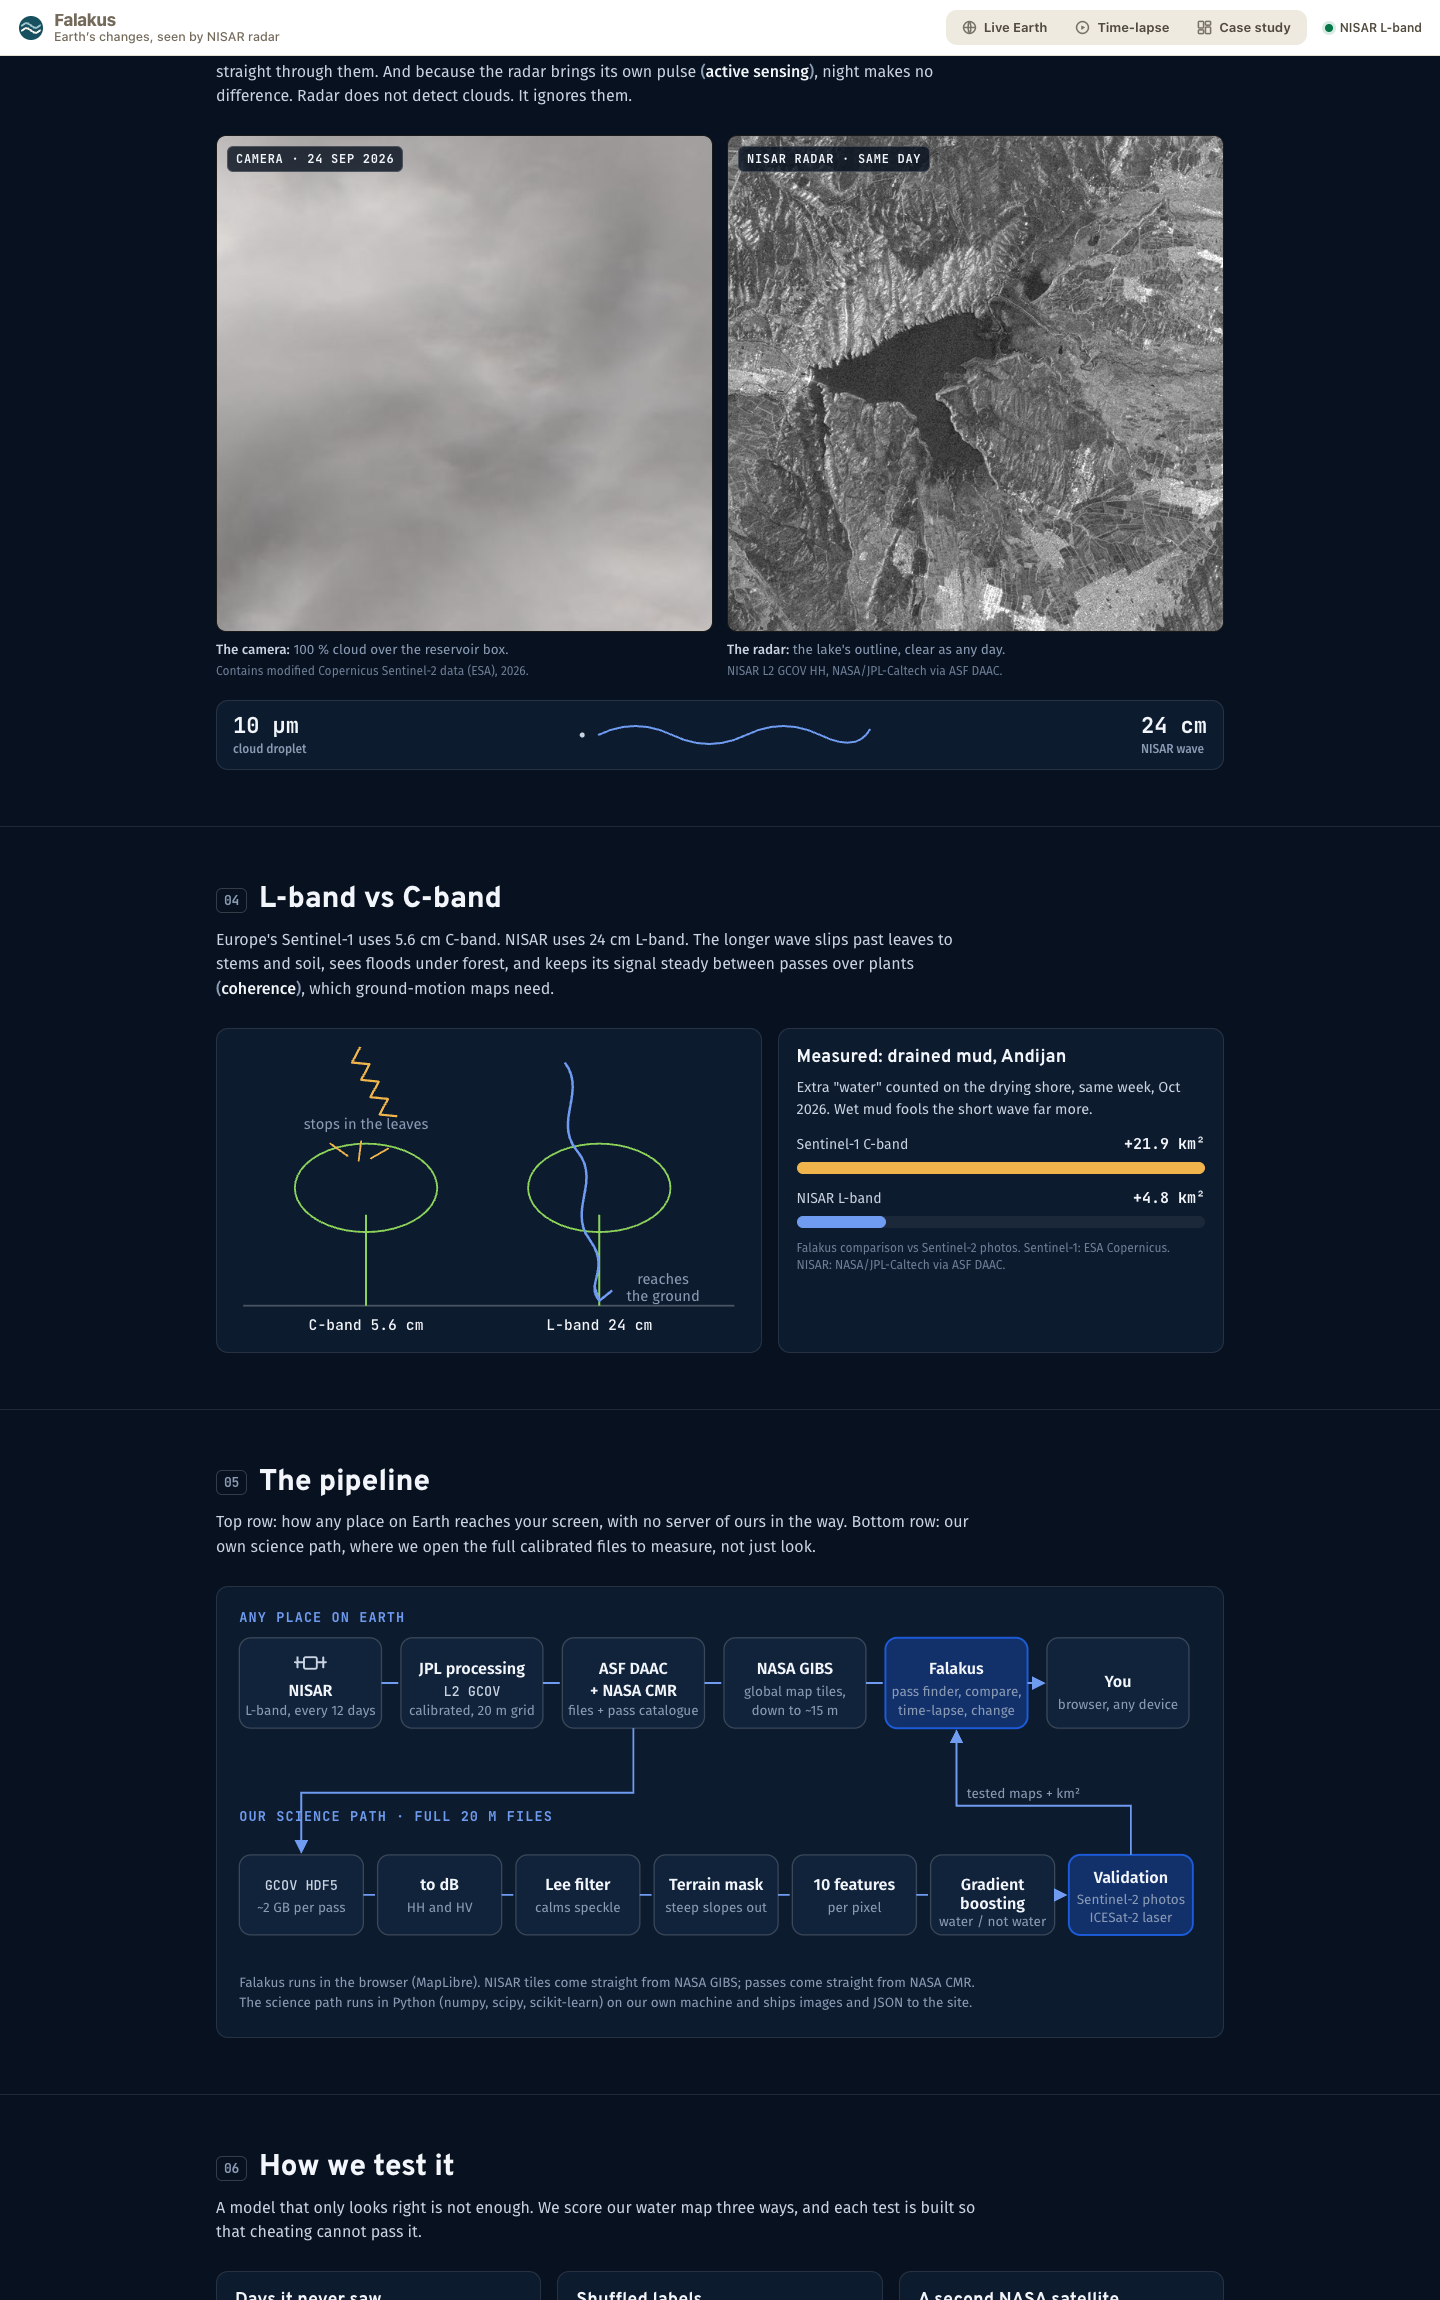 Falakus
Earth's changes, seen by NISAR radar
Live Earth
Time-lapse
Case study
NISAR L-band
straight through them. And because the radar brings its own pulse (active sensing), night makes no
difference. Radar does not detect clouds. It ignores them.
CAMERA · 24 SEP 2026
NISAR RADAR · SAME DAY
The camera: 100 % cloud over the reservoir box.
Contains modified Copernicus Sentinel-2 data (ESA), 2026.
The radar: the lake's outline, clear as any day.
NISAR L2 GCOV HH, NASA/JPL-Caltech via ASF DAAC.
10 µm
cloud droplet
24 cm
NISAR wave
04
L-band vs C-band
Europe's Sentinel-1 uses 5.6 cm C-band. NISAR uses 24 cm L-band. The longer wave slips past leaves to
stems and soil, sees floods under forest, and keeps its signal steady between passes over plants
(coherence), which ground-motion maps need.
stops in the leaves
reaches
the ground
C-band 5.6 cm
L-band 24 cm
Measured: drained mud, Andijan
Extra "water" counted on the drying shore, same week, Oct
2026. Wet mud fools the short wave far more.
Sentinel-1 C-band
+21.9 km²
NISAR L-band
+4.8 km²
Falakus comparison vs Sentinel-2 photos. Sentinel-1: ESA Copernicus.
NISAR: NASA/JPL-Caltech via ASF DAAC.
05
The pipeline
Top row: how any place on Earth reaches your screen, with no server of ours in the way. Bottom row: our
own science path, where we open the full calibrated files to measure, not just look.
ANY PLACE ON EARTH
NISAR
L-band, every 12 days
JPL processing
L2 GCOV
calibrated, 20 m grid
ASF DAAC
+ NASA CMR
files + pass catalogue
NASA GIBS
global map tiles,
down to ~15 m
Falakus
pass finder, compare,
time-lapse, change
You
browser, any device
tested maps + km²
OUR SCIENCE PATH · FULL 20 M FILES
GCOV HDF5
~2 GB per pass
to dB
HH and HV
Lee filter
calms speckle
Terrain mask
steep slopes out
10 features
per pixel
Gradient
boosting
water / not water
Validation
Sentinel-2 photos
ICESat-2 laser
Falakus runs in the browser (MapLibre). NISAR tiles come straight from NASA GIBS; passes come straight from NASA CMR.
The science path runs in Python (numpy, scipy, scikit-learn) on our own machine and ships images and JSON to the site.
06
How we test it
A model that only looks right is not enough. We score our water map three ways, and each test is built so
that cheating cannot pass it.
Days it never saw
Shuffled labels
A second NASA satellite